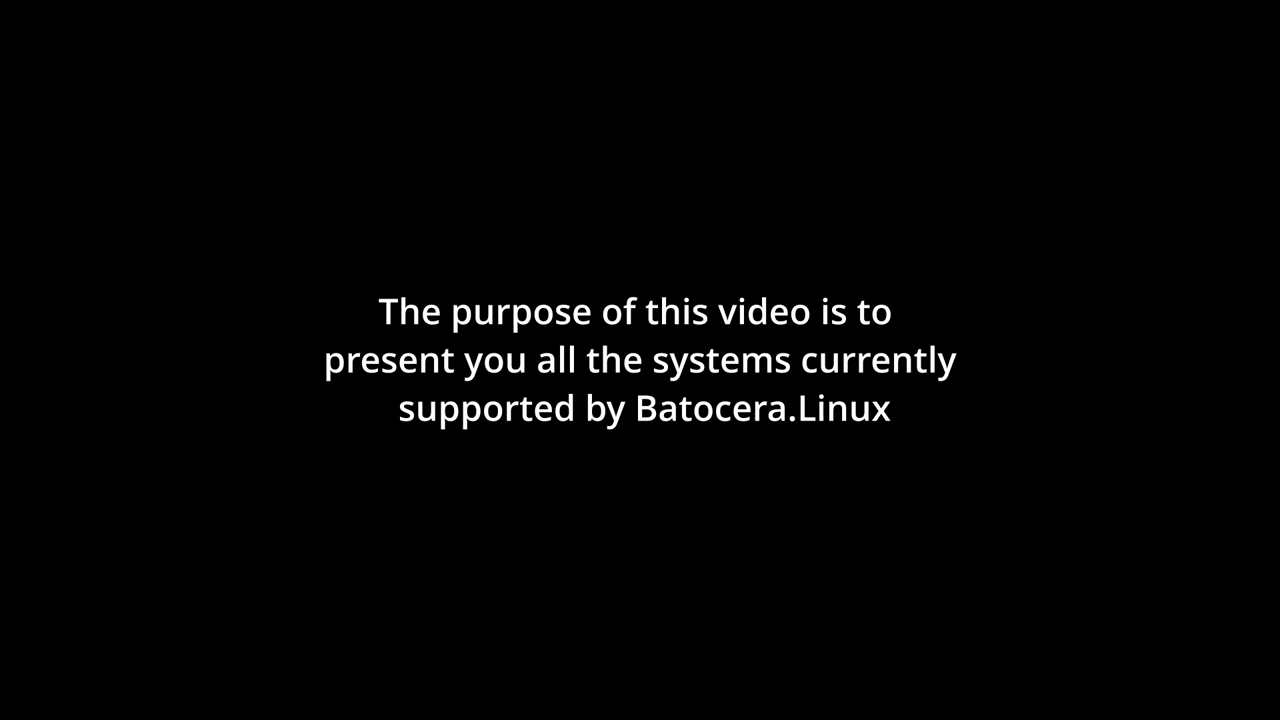 The purpose of this video is to
present you all the systems currently
supported by Batocera.Linux